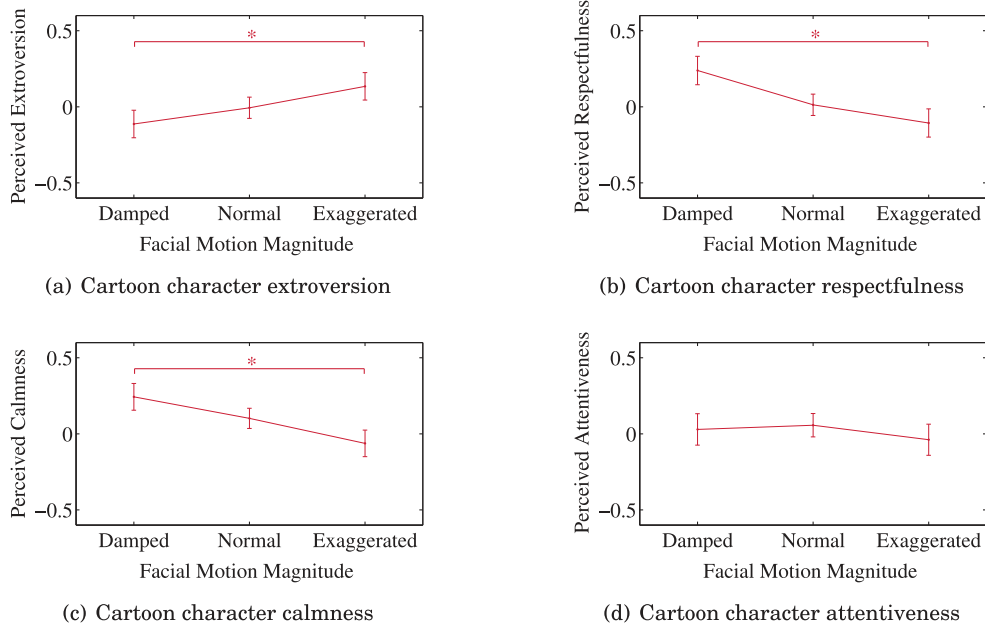 Perceived Extroversion
0.5
0
−0.5
*
Damped Normal Exaggerated
Facial Motion Magnitude
(a) Cartoon character extroversion
Perceived Respectfulness
0.5
0
−0.5
*
Damped Normal Exaggerated
Facial Motion Magnitude
(b) Cartoon character respectfulness
Perceived Calmness
0.5
0
−0.5
*
Damped Normal Exaggerated
Facial Motion Magnitude
(c) Cartoon character calmness
Perceived Attentiveness
0.5
0
−0.5
Damped Normal Exaggerated
Facial Motion Magnitude
(d) Cartoon character attentiveness